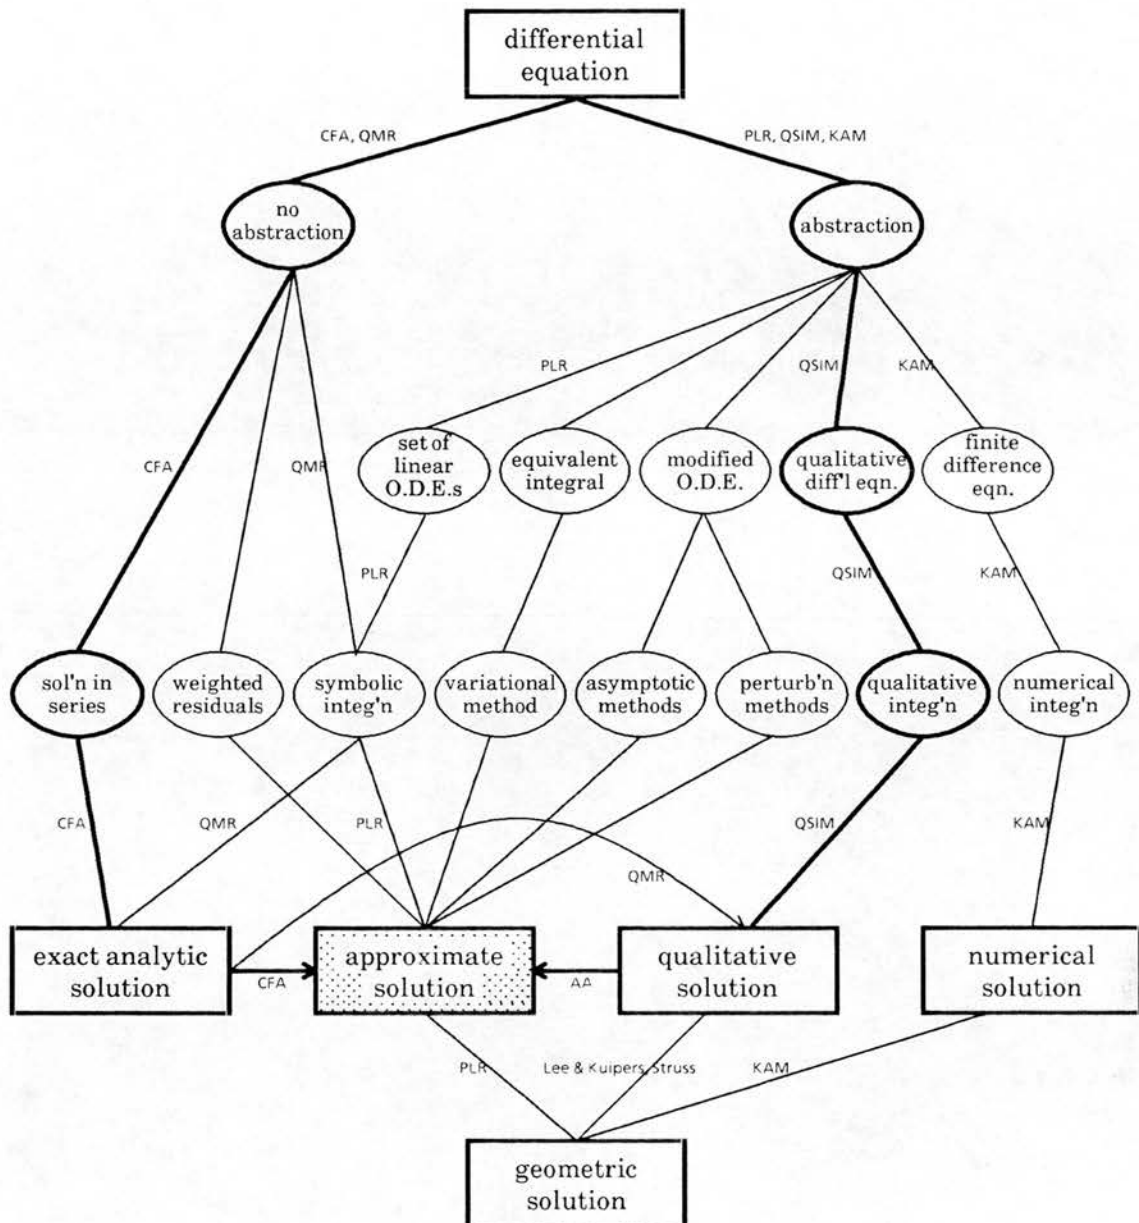 differential
equation
CFA, QMR
PLR, QSIM, KAM
no
abstraction
abstraction
PLR
QSIM
KAM
CFA
QMR
set of
linear
O.D.E.s
equivalent
integral
modified
O.D.E.
qualitative
diff'l eqn.
finite
difference
eqn.
PLR
QSIM
KAM
sol'n in
series
weighted
residuals
symbolic
integ'n
variational
method
asymptotic
methods
perturb'n
methods
qualitative
integ'n
numerical
integ'n
CFA
QMR
PLR
QSIM
KAM
QMR
exact analytic
solution
CFA
approximate
solution
AA
qualitative
solution
numerical
solution
PLR
Lee & Kuipers, Struss
KAM
geometric
solution